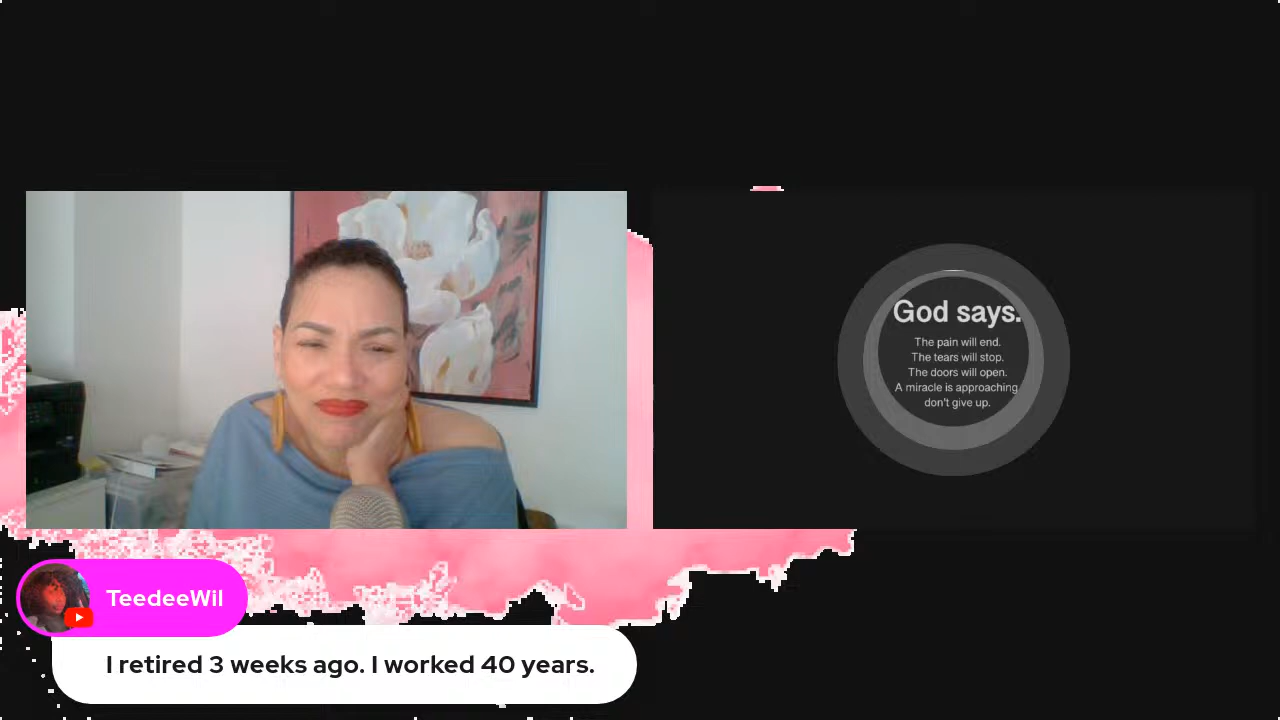 God says.
The pain will end.
The tears will stop.
The doors will open.
A miracle is approaching
don't give up.
TeedeeWil
I retired 3 weeks ago. I worked 40 years.